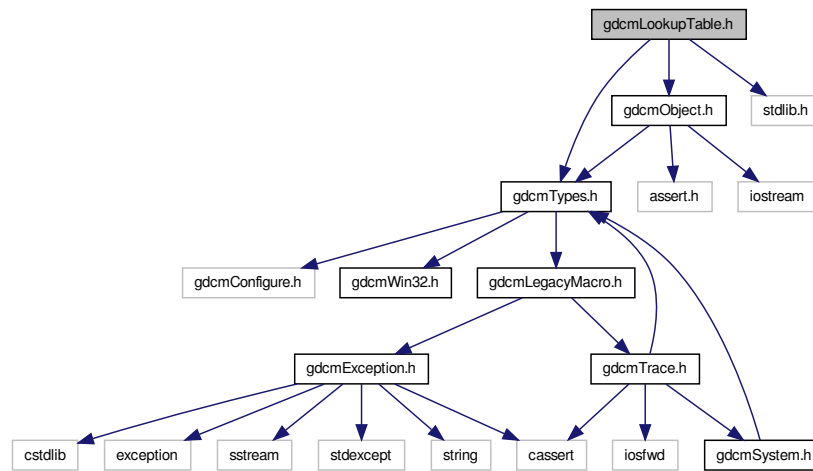 gdcmLookupTable.h
gdcmObject.h
stdlib.h
gdcmTypes.h
assert.h
iostream
gdcmConfigure.h
gdcmWin32.h
gdcmLegacyMacro.h
gdcmException.h
gdcmTrace.h
cstdlib
exception
sstream
stdexcept
string
cassert
iosfwd
gdcmSystem.h